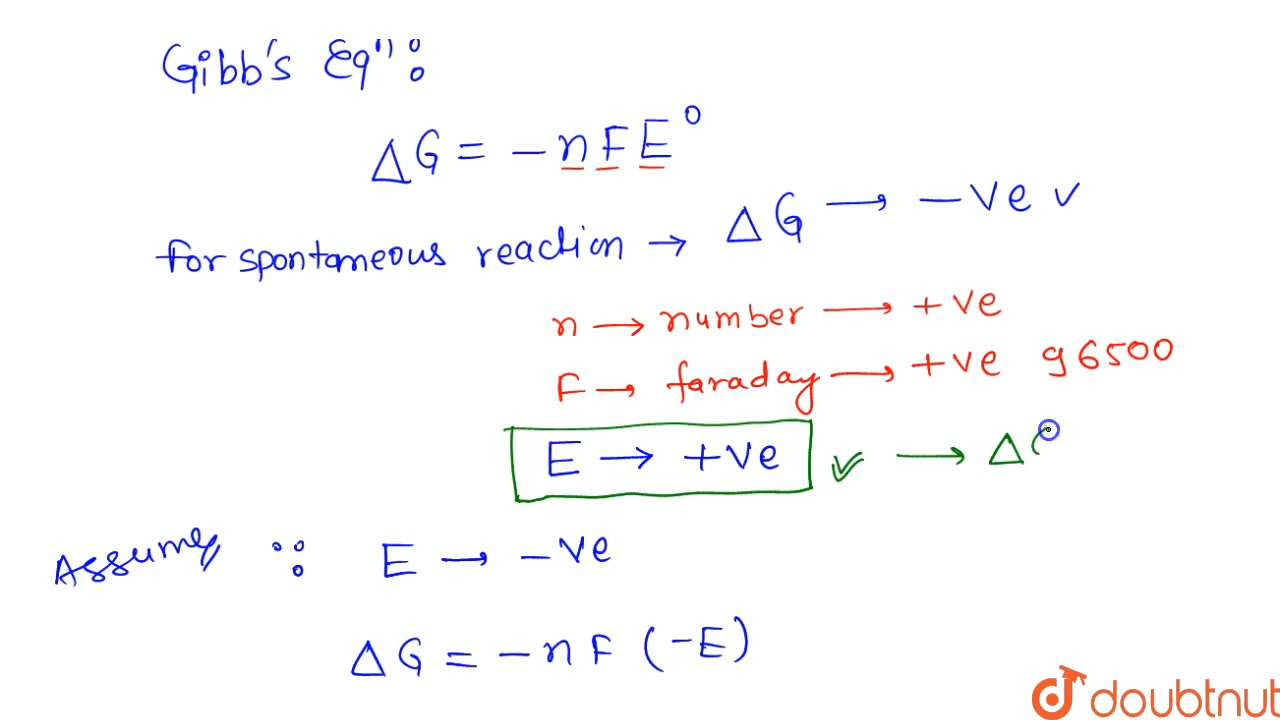 Gibb's Eqn:
ΔG = -nFE⁰
for spontaneous reaction → ΔG → -ve ✓
n → number → +ve
F → faraday → +ve 96500
E → +ve ✓ → Δ
Assume, : E → -ve
ΔG = -nF (-E)
doubtnut